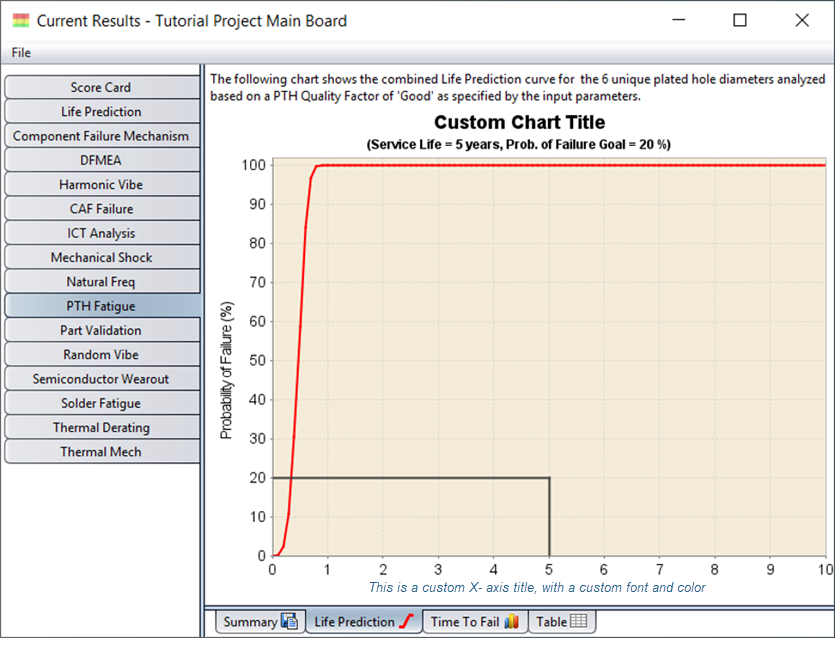 Current Results - Tutorial Project Main Board
File
Score Card
Life Prediction
Component Failure Mechanism
DFMEA
Harmonic Vibe
CAF Failure
ICT Analysis
Mechanical Shock
Natural Freq
PTH Fatigue
Part Validation
Random Vibe
Semiconductor Wearout
Solder Fatigue
Thermal Derating
Thermal Mech
The following chart shows the combined Life Prediction curve for the 6 unique plated hole diameters analyzed
based on a PTH Quality Factor of 'Good' as specified by the input parameters.
Custom Chart Title
(Service Life = 5 years, Prob. of Failure Goal = 20 %)
Probability of Failure (%)
100
90
80
70
60
50
40
30
20
10
0
0 1 2 3 4 5 6 7 8 9 10
This is a custom X- axis title, with a custom font and color
Summary Life Prediction Time To Fail Table